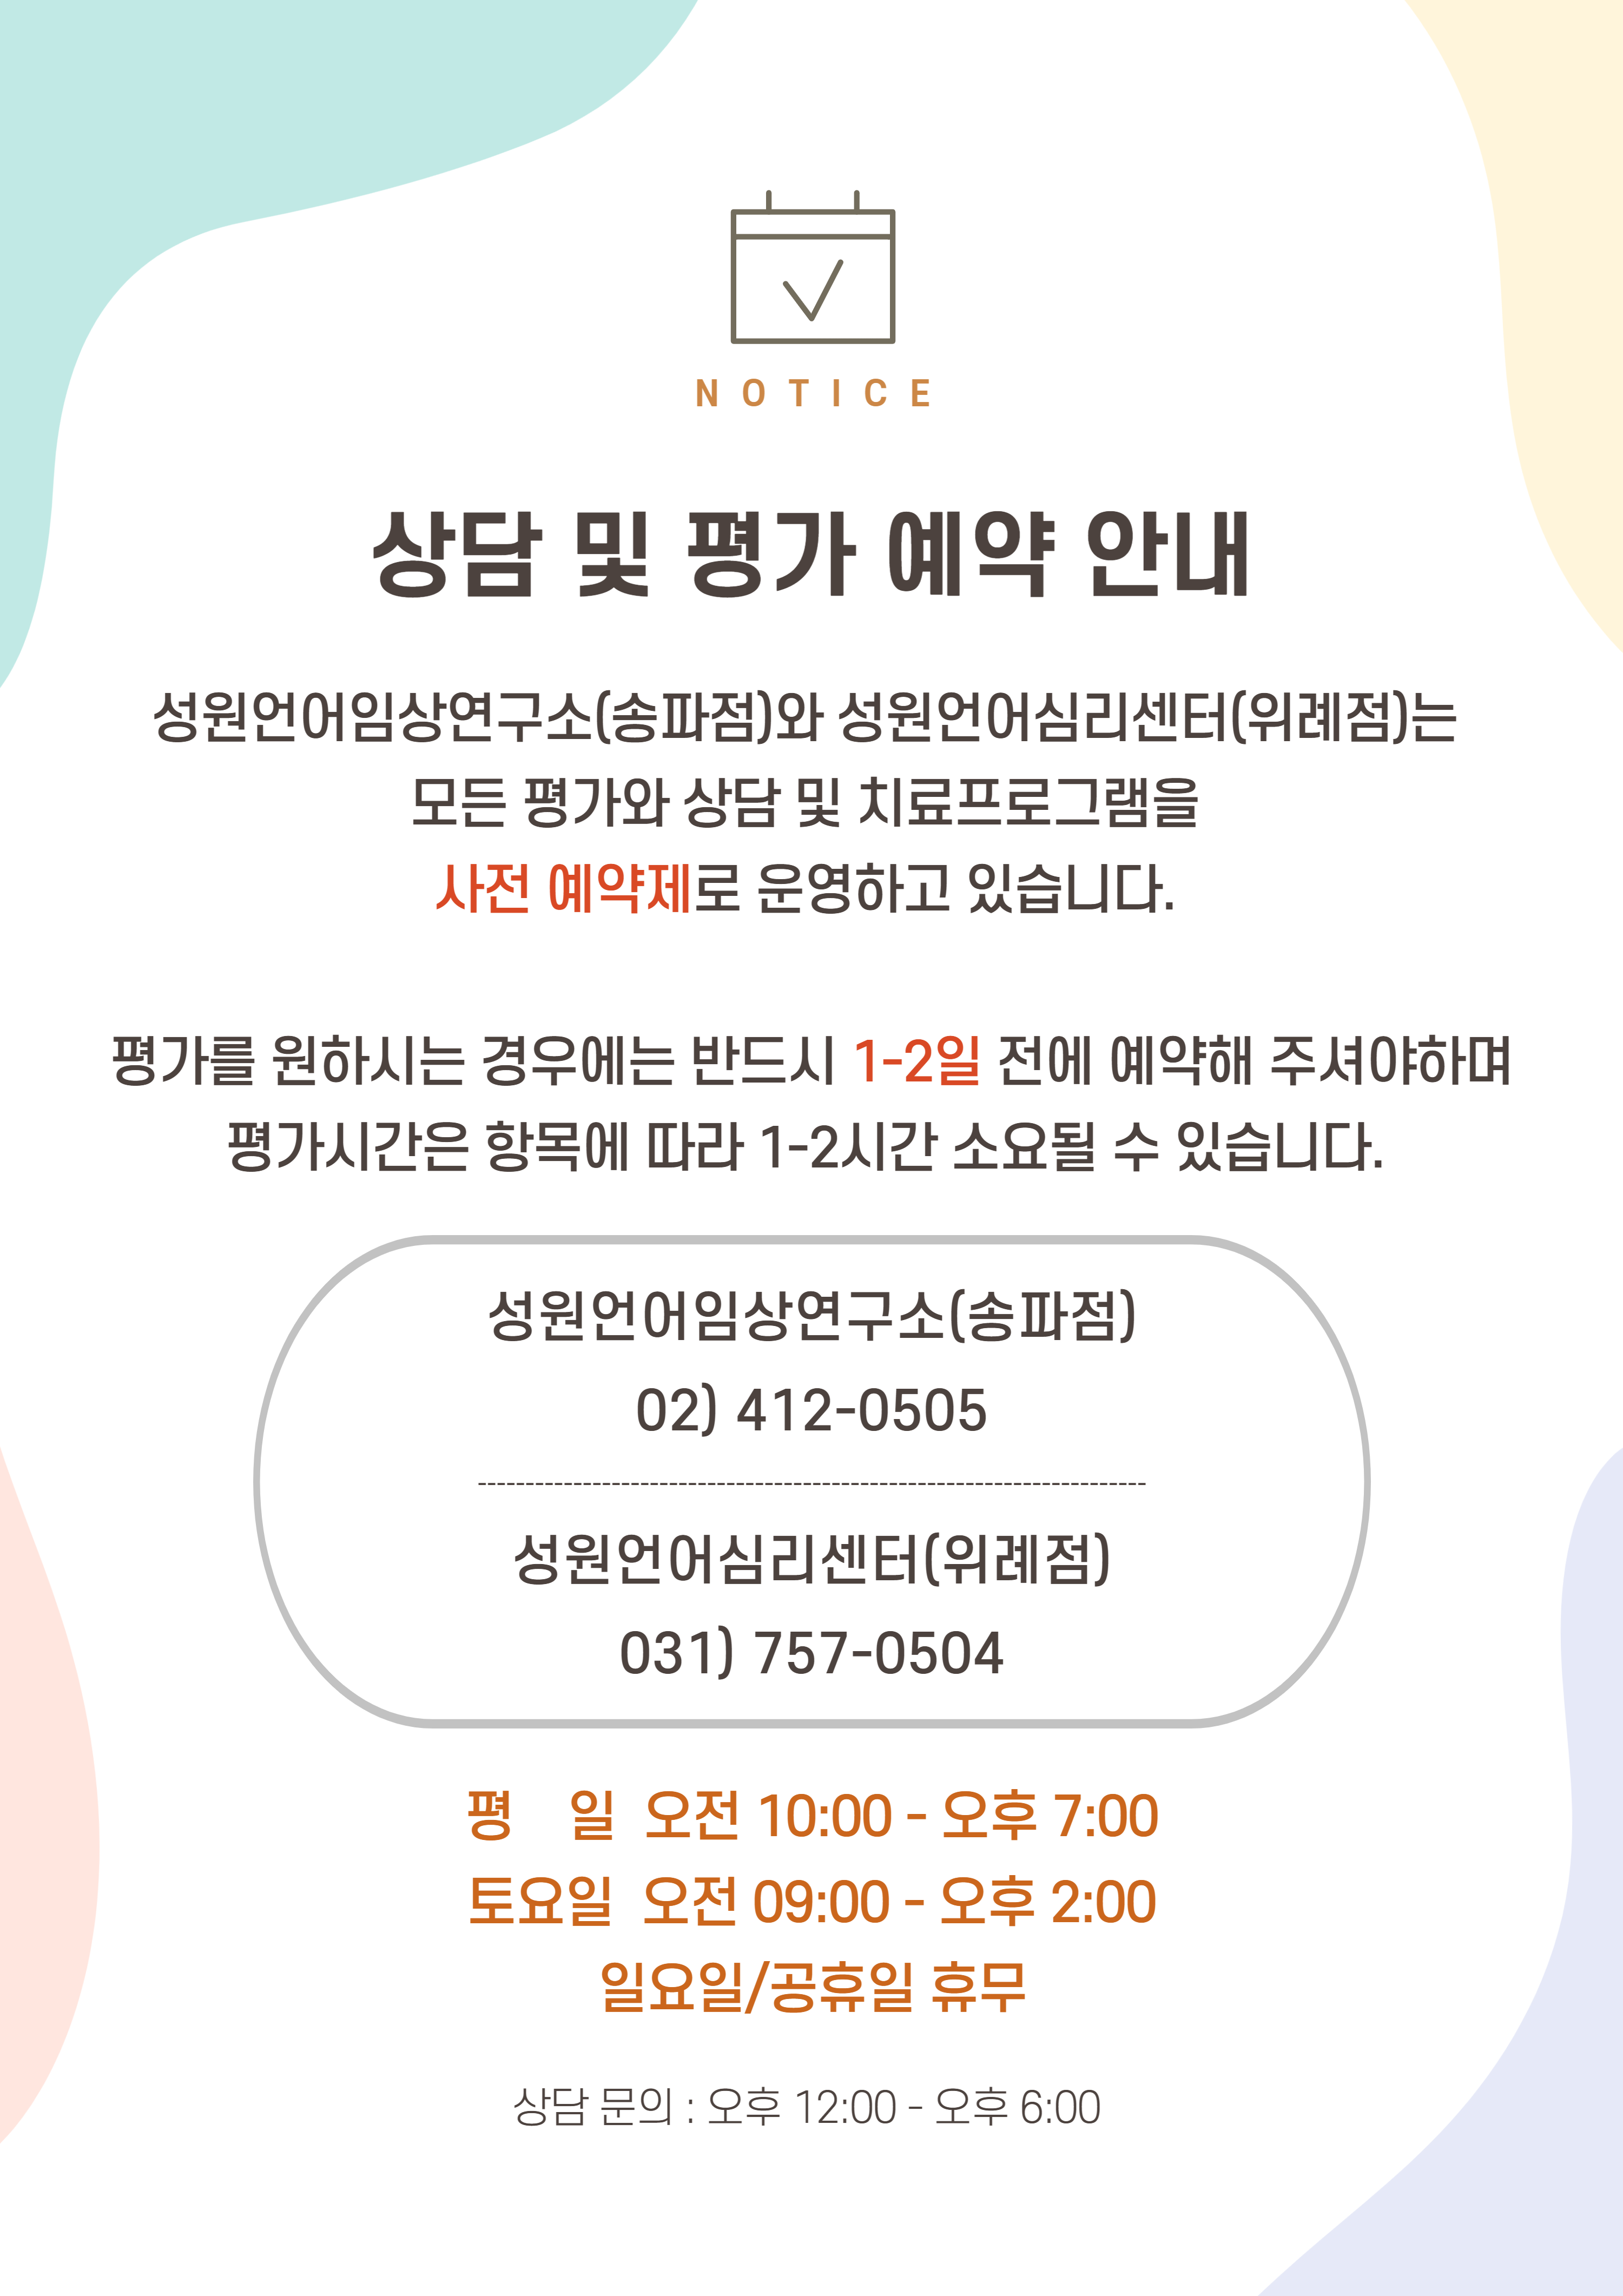 NOTICE
상담 및 평가 예약 안내
성원언어임상연구소(송파점)와 성원언어심리센터(위례점)는
모든 평가와 상담 및 치료프로그램을
사전 예약제로 운영하고 있습니다.
평가를 원하시는 경우에는 반드시 1-2일 전에 예약해 주셔야하며
평가시간은 항목에 따라 1-2시간 소요될 수 있습니다.
성원언어임상연구소(송파점)
02) 412-0505
성원언어심리센터(위례점)
031) 757-0504
평 일 오전 10:00 - 오후 7:00
토요일 오전 09:00 - 오후 2:00
일요일/공휴일 휴무
상담 문의 : 오후 12:00 - 오후 6:00